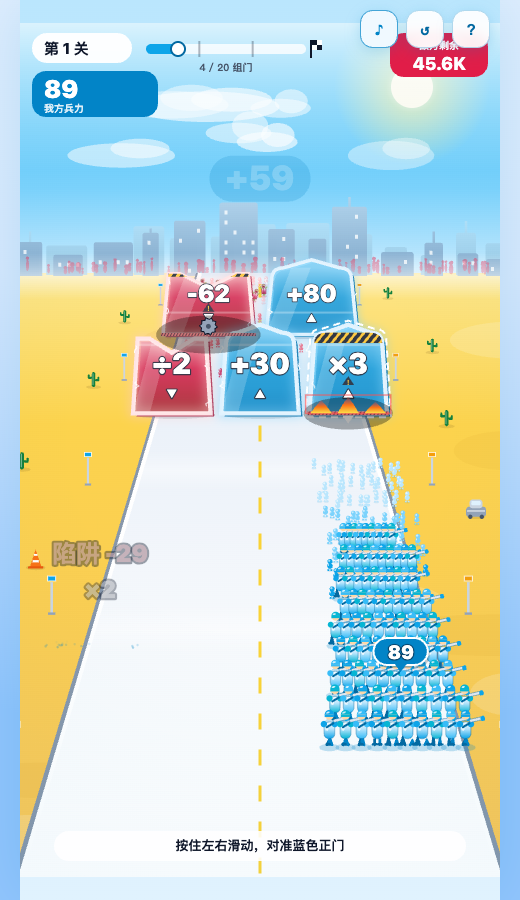 ♪ ↺ ?
第 1 关
4 / 20 组门
敌方剩余
45.6K
89
我方兵力
+59
-62
+80
÷2
+30
×3
陷阱 -29
×2
89
按住左右滑动，对准蓝色正门